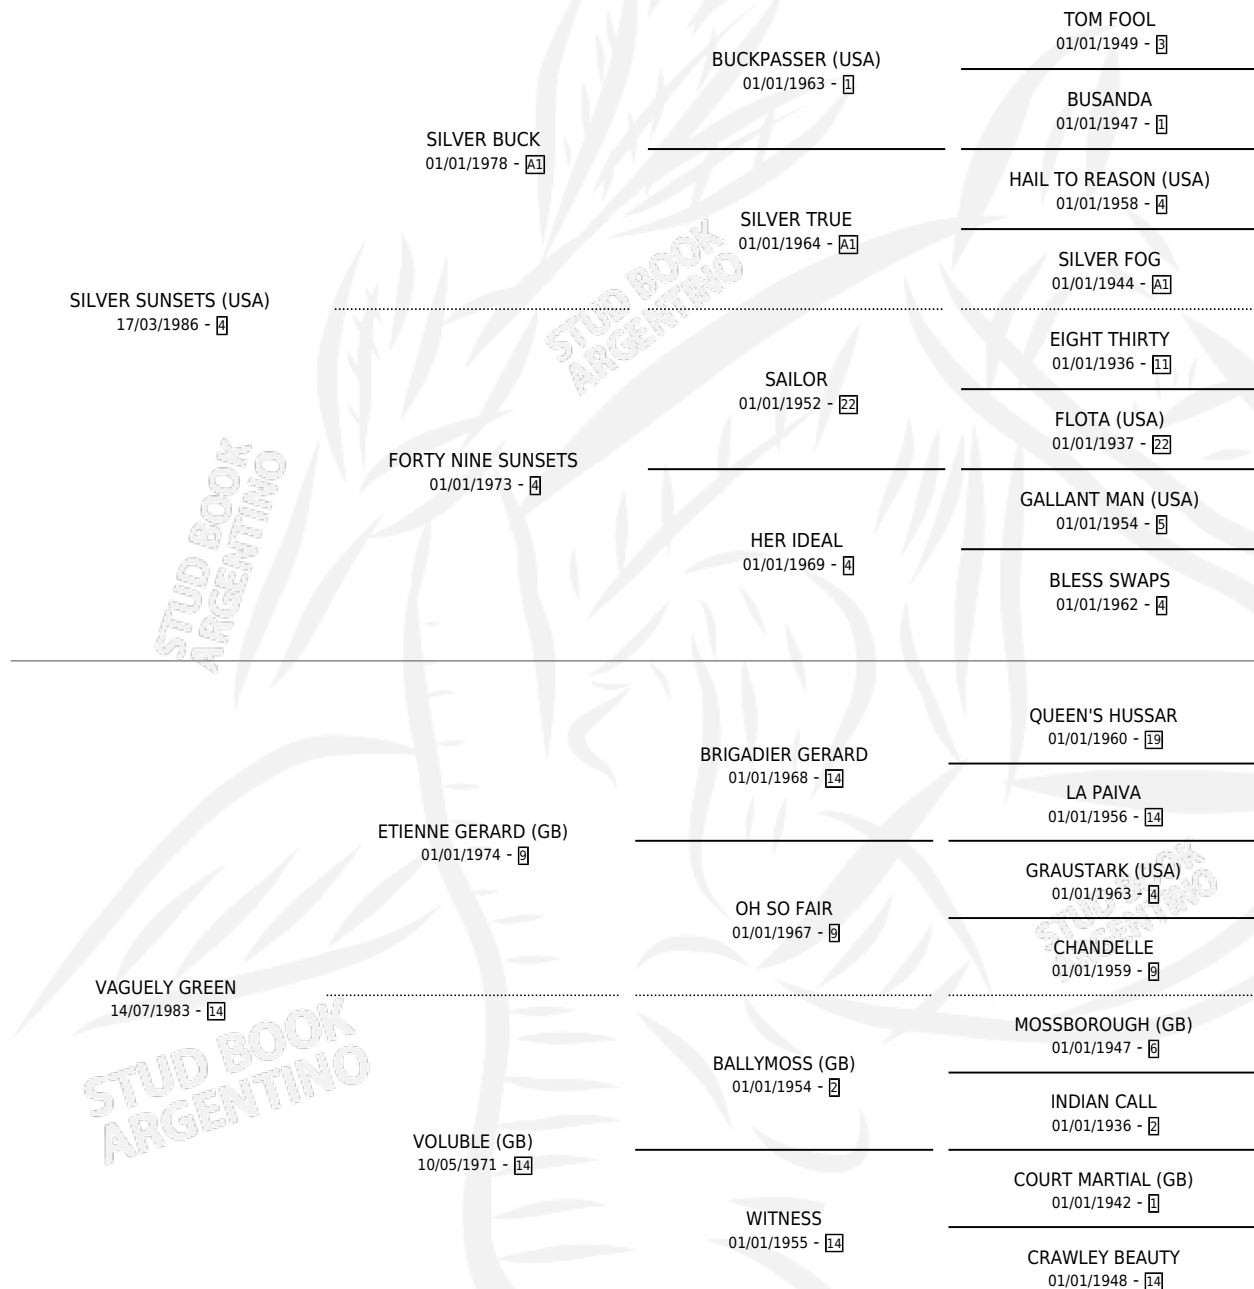 TOM FOOL
01/01/1949 - 3
BUCKPASSER (USA)
01/01/1963 - 1
BUSANDA
01/01/1947 - 1
SILVER BUCK
01/01/1978 - A1
HAIL TO REASON (USA)
01/01/1958 - 4
SILVER TRUE
01/01/1964 - A1
SILVER FOG
01/01/1944 - A1
SILVER SUNSETS (USA)
17/03/1986 - 4
STUD BOOK
ARGENTINO
EIGHT THIRTY
01/01/1936 - 11
SAILOR
01/01/1952 - 22
FLOTA (USA)
01/01/1937 - 22
FORTY NINE SUNSETS
01/01/1973 - 4
GALLANT MAN (USA)
01/01/1954 - 5
HER IDEAL
01/01/1969 - 4
BLESS SWAPS
01/01/1962 - 4
STUD BOOK
ARGENTINO
QUEEN'S HUSSAR
01/01/1960 - 19
BRIGADIER GERARD
01/01/1968 - 14
LA PAIVA
01/01/1956 - 14
ETIENNE GERARD (GB)
01/01/1974 - 9
GRAUSTARK (USA)
01/01/1963 - 4
OH SO FAIR
01/01/1967 - 9
CHANDELLE
01/01/1959 - 9
STUD BOOK
ARGENTINO
VAGUELY GREEN
14/07/1983 - 14
MOSSBOROUGH (GB)
01/01/1947 - 6
BALLYMOSS (GB)
01/01/1954 - 2
INDIAN CALL
01/01/1936 - 2
STUD BOOK
ARGENTINO
VOLUBLE (GB)
10/05/1971 - 14
COURT MARTIAL (GB)
01/01/1942 - 1
WITNESS
01/01/1955 - 14
CRAWLEY BEAUTY
01/01/1948 - 14